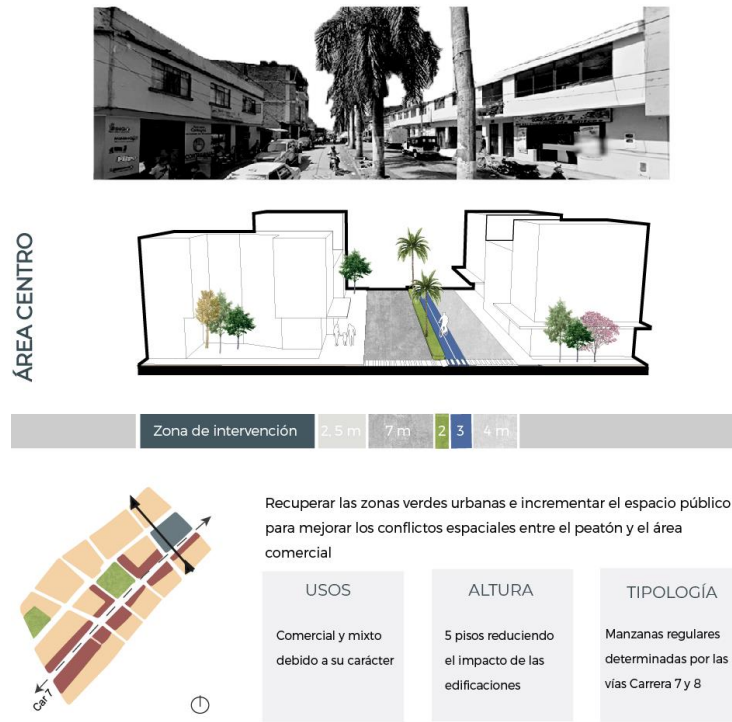 ÁREA CENTRO
Zona de intervención
2,5 m
7 m
2
3
4 m
Recuperar las zonas verdes urbanas e incrementar el espacio público
para mejorar los conflictos espaciales entre el peatón y el área
comercial
Car 7
USOS
Comercial y mixto
debido a su carácter
ALTURA
5 pisos reduciendo
el impacto de las
edificaciones
TIPOLOGÍA
Manzanas regulares
determinadas por las
vías Carrera 7 y 8